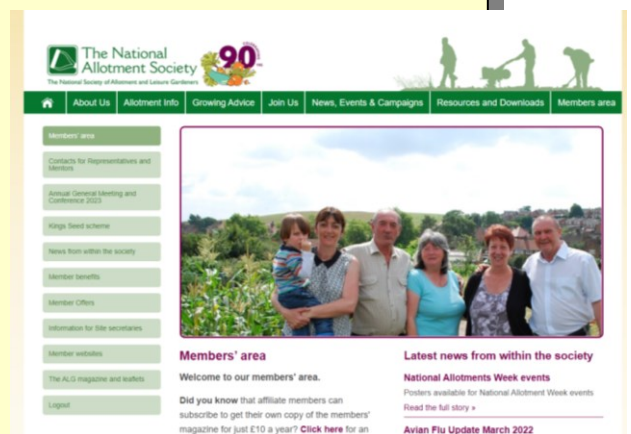 The National
Allotment Society
The National Society of Allotment and Leisure Gardeners
90
About Us
Allotment Info
Growing Advice
Join Us
News, Events & Campaigns
Resources and Downloads
Members area
Members' area
Contacts for Representatives and
Mentors
Annual General Meeting and
Conference 2023
Kings Seed scheme
News from within the society
Member benefits
Member Offers
Information for Site secretaries
Member websites
The ALG magazine and leaflets
Logout
Members' area
Welcome to our members' area.
Did you know that affiliate members can
subscribe to get their own copy of the members'
magazine for just £10 a year? Click here for an
Latest news from within the society
National Allotments Week events
Posters available for National Allotment Week events
Read the full story »
Avian Flu Update March 2022